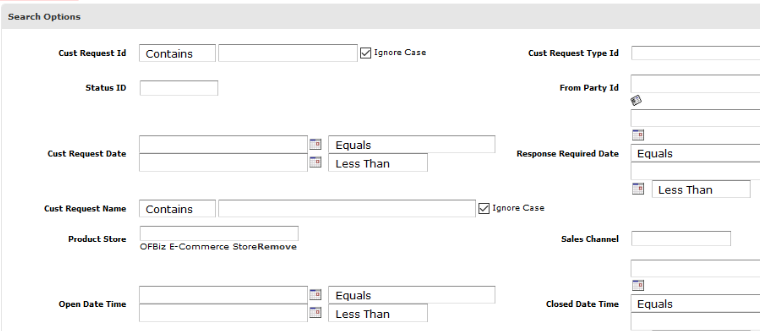 Search Options
Cust Request Id Contains Ignore Case Cust Request Type Id
Status ID From Party Id
Cust Request Date Equals Response Required Date Equals
Less Than Less Than
Cust Request Name Contains Ignore Case
Product Store Sales Channel
OFBiz E-Commerce StoreRemove
Open Date Time Equals Closed Date Time Equals
Less Than